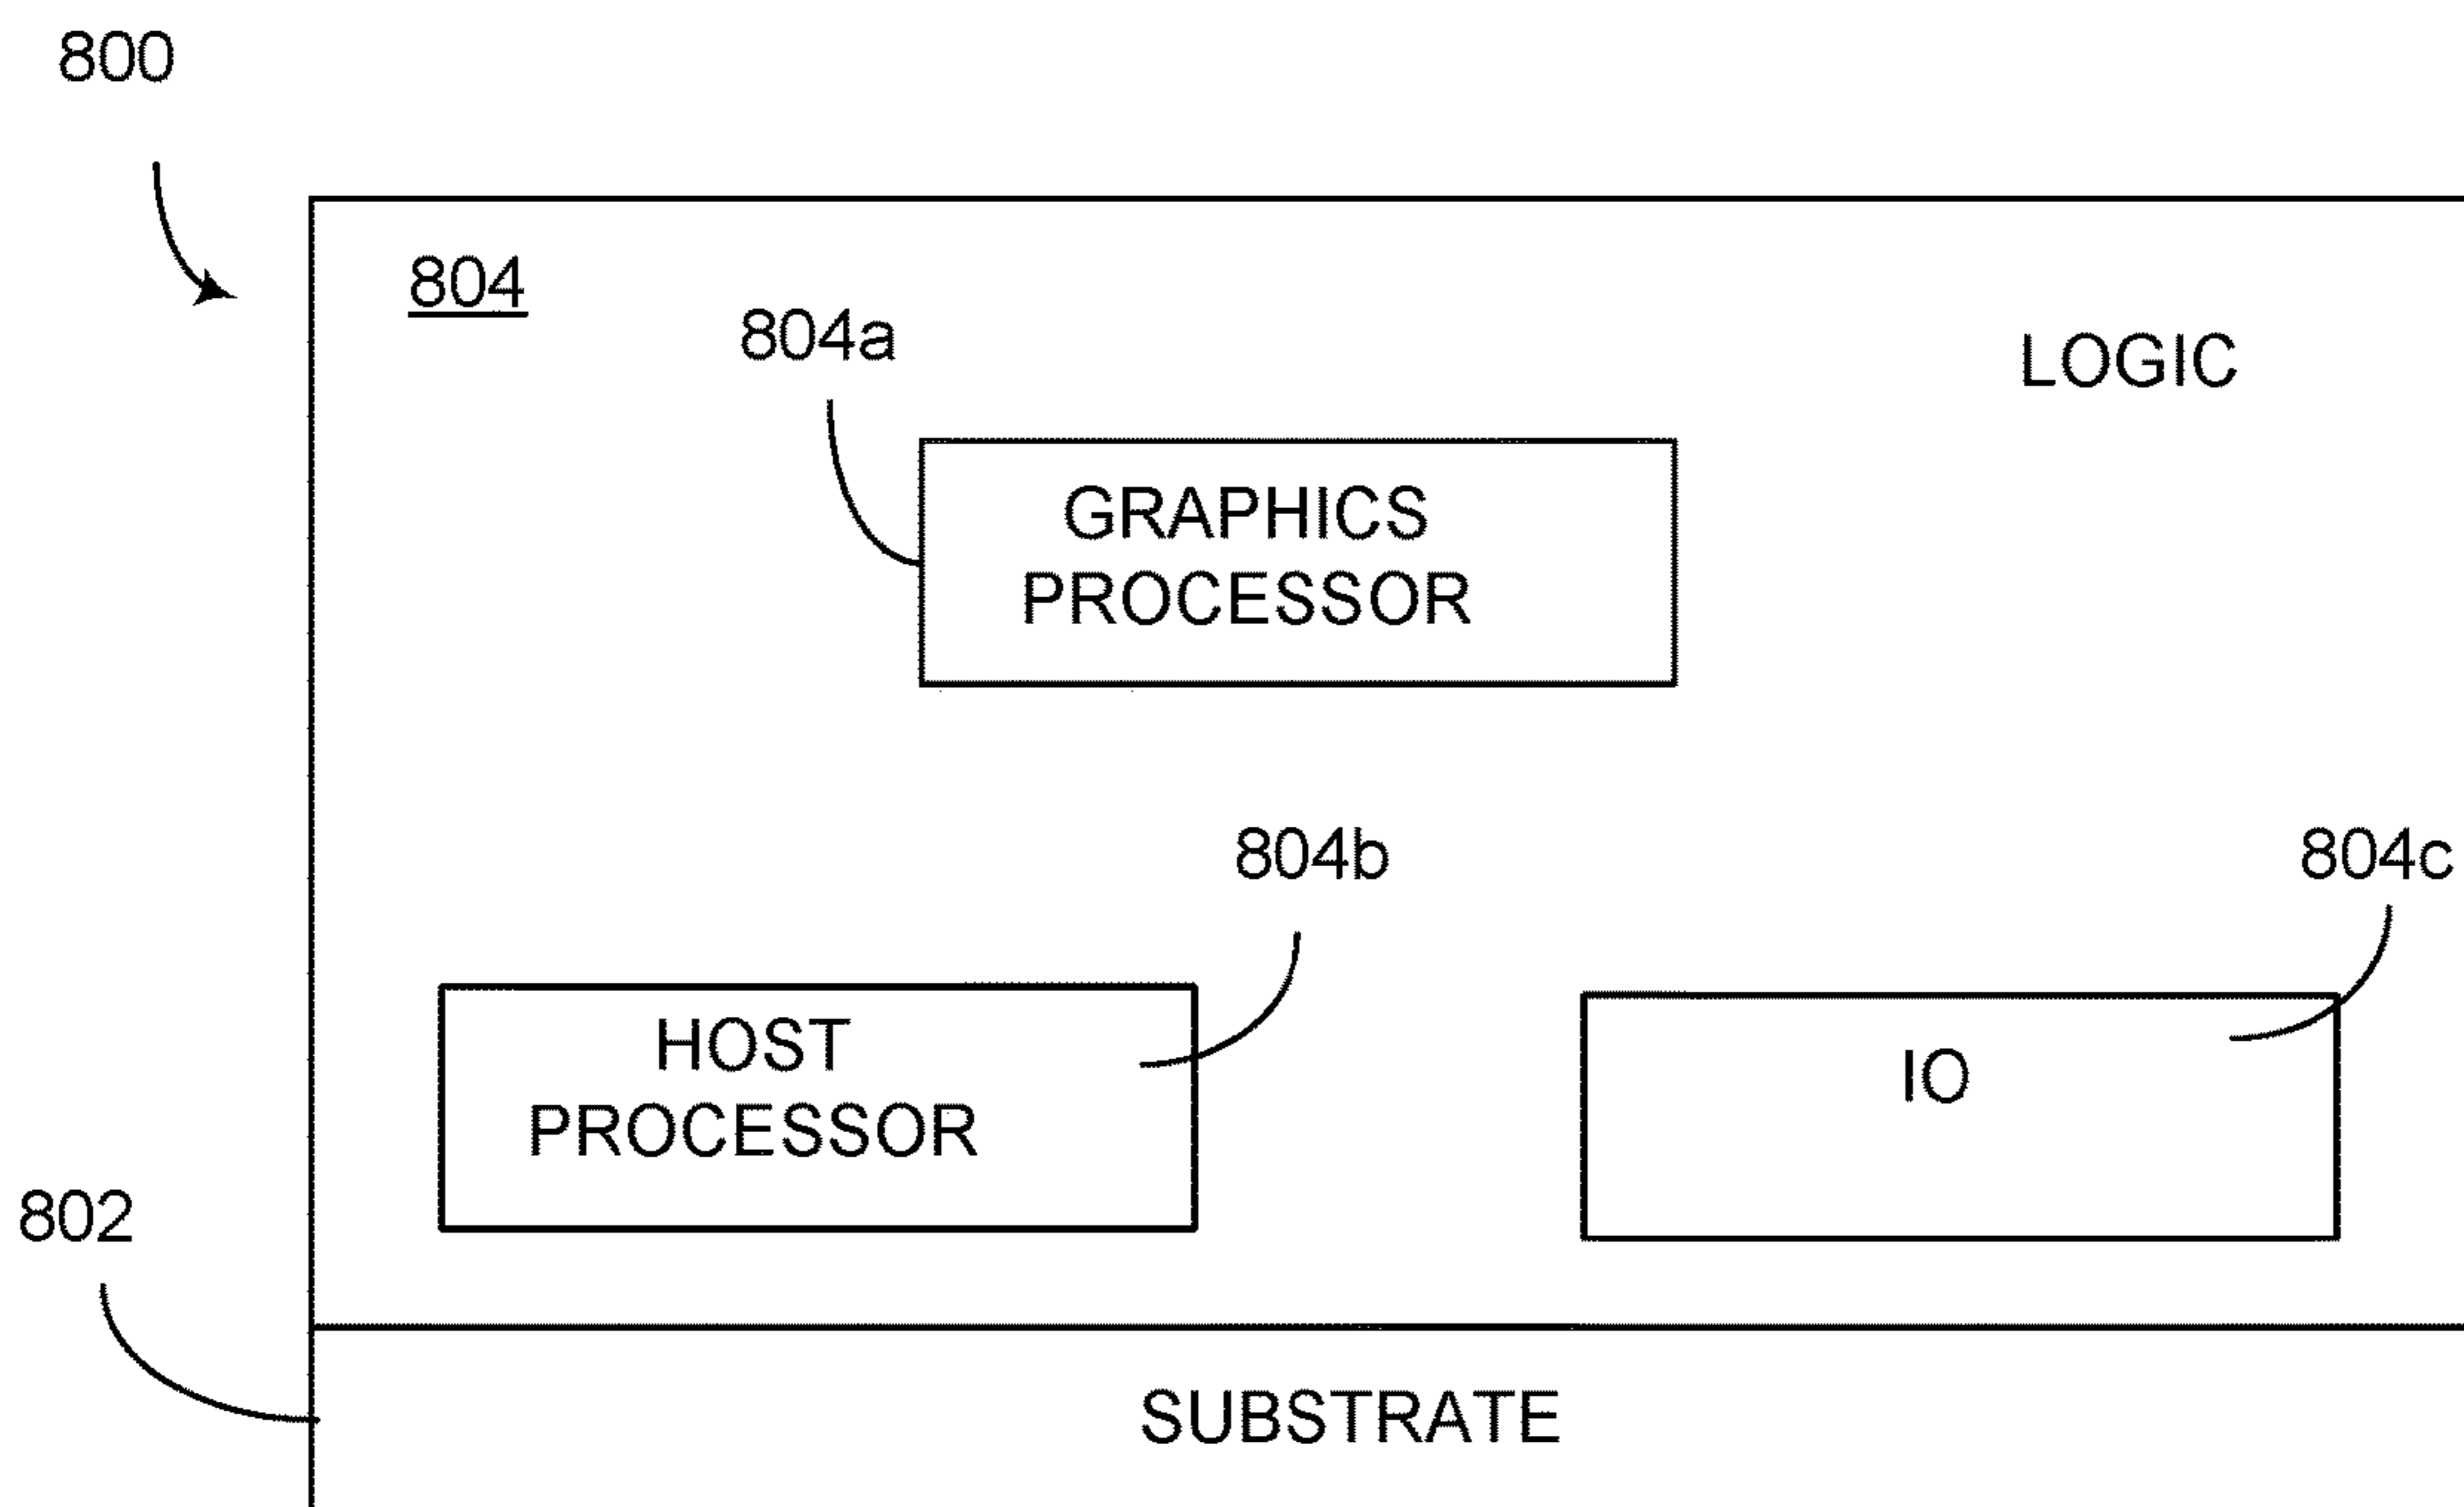 800
804
804a
LOGIC
GRAPHICS
PROCESSOR
804b
804c
HOST
PROCESSOR
IO
802
SUBSTRATE